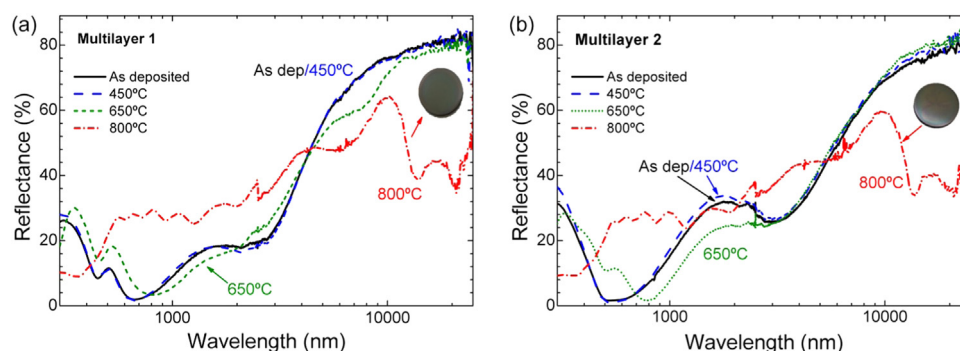 (a)
Multilayer 1
As deposited
450ºC
650ºC
800ºC
As dep/450ºC
800ºC
650ºC
80
60
40
20
0
Reflectance (%)
1000
10000
Wavelength (nm)
(b)
Multilayer 2
As deposited
450ºC
650ºC
800ºC
As dep/450ºC
800ºC
650ºC
80
60
40
20
0
Reflectance (%)
1000
10000
Wavelength (nm)